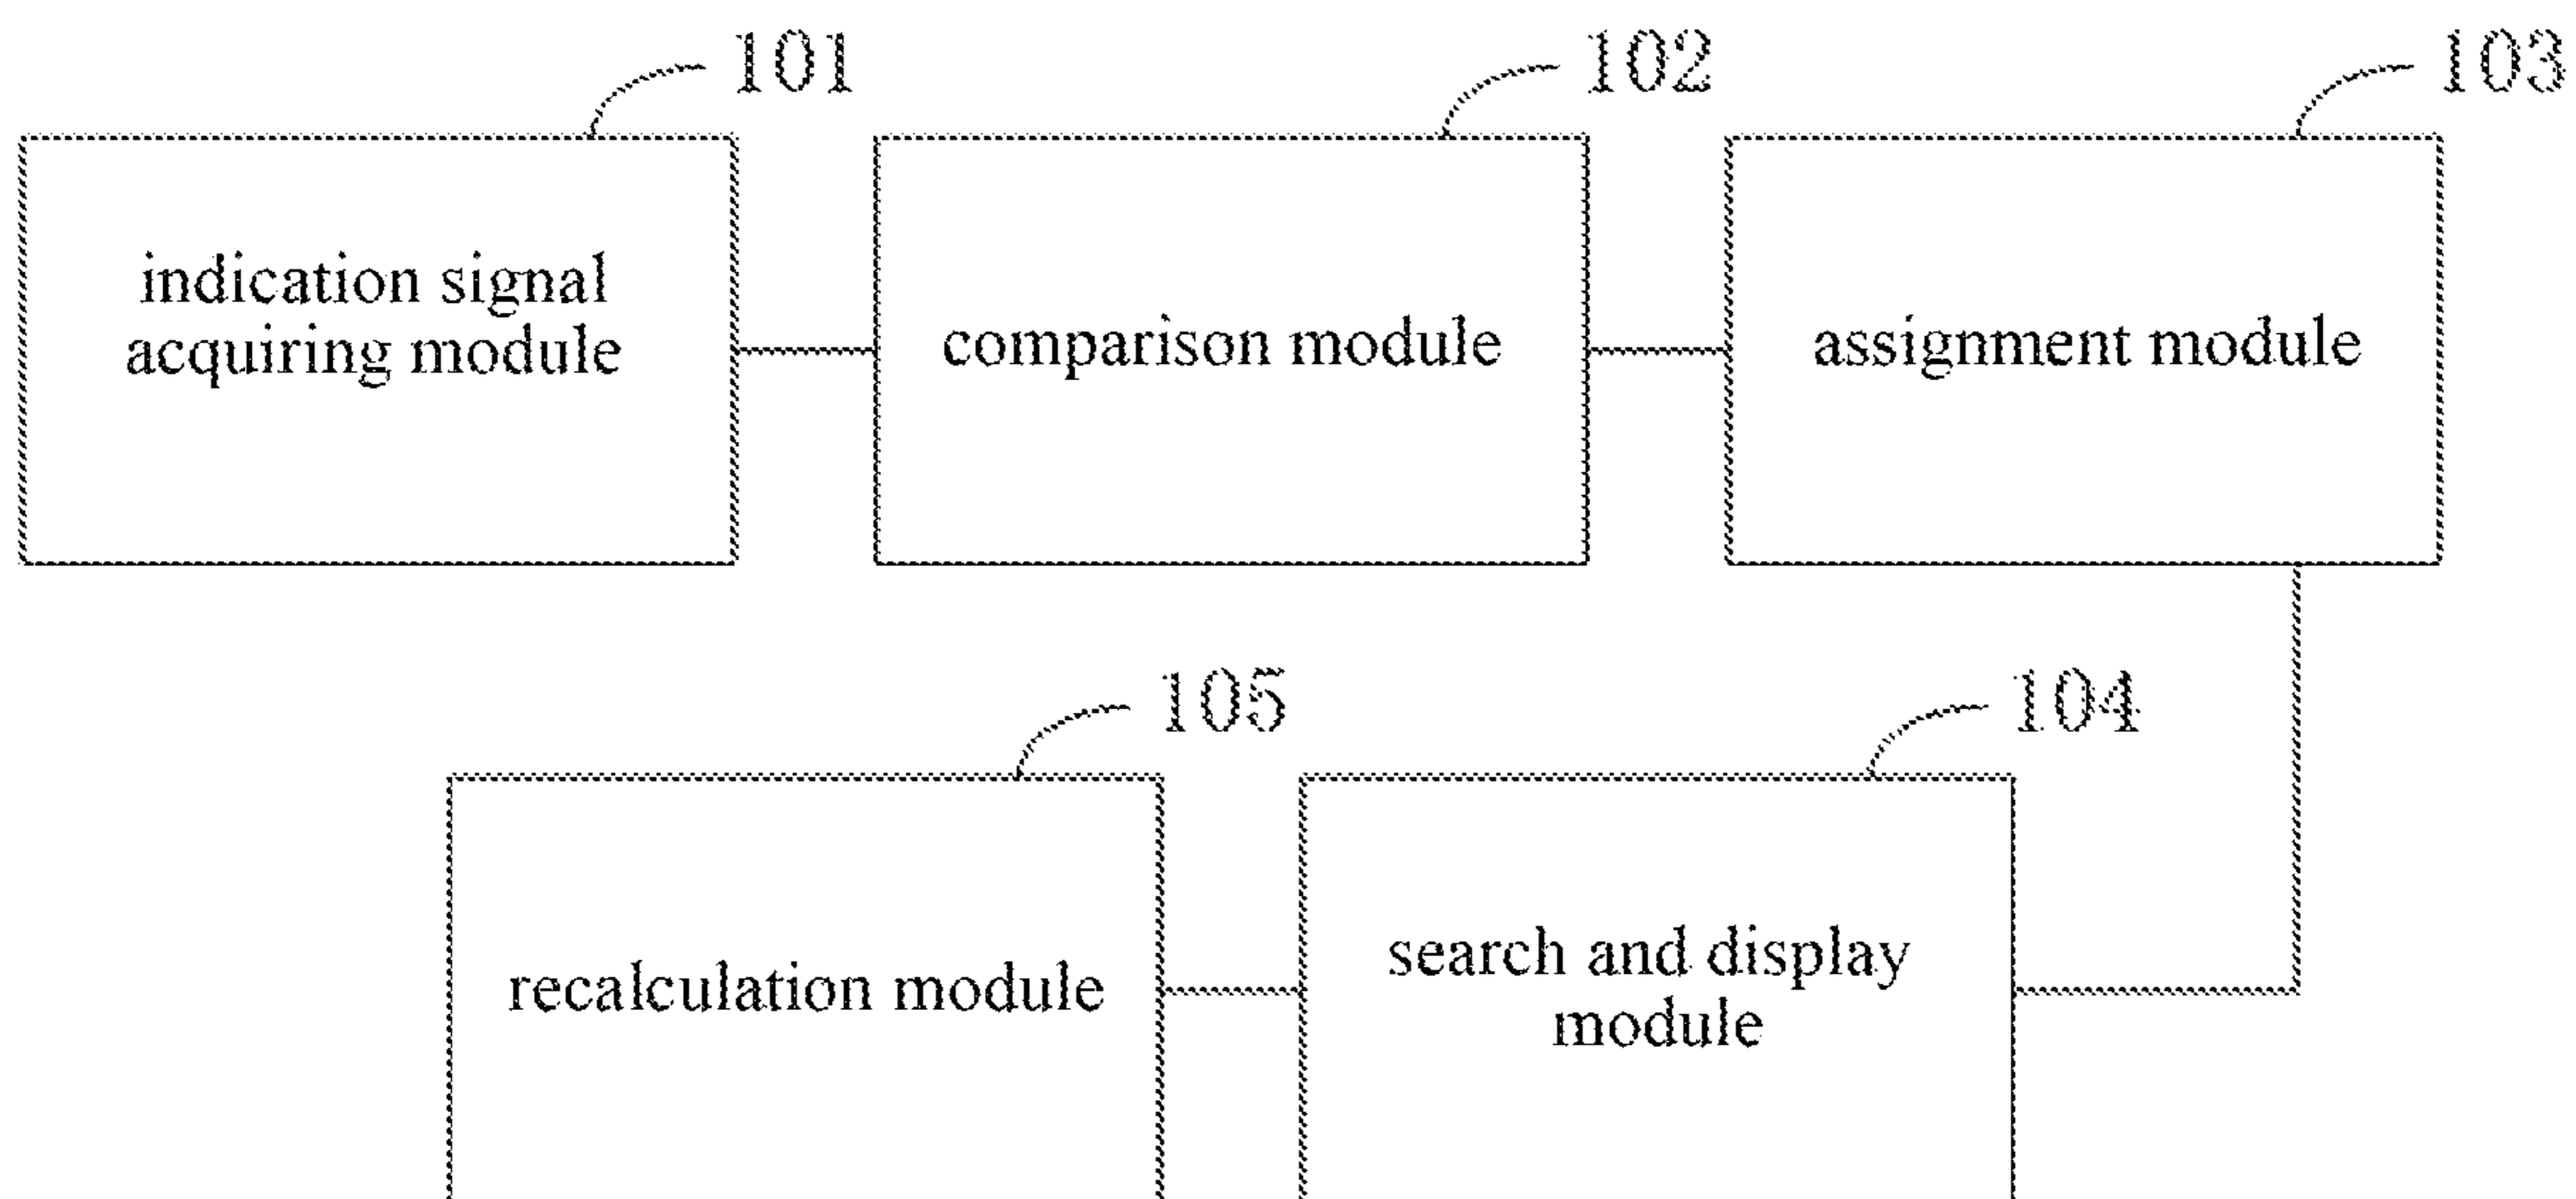 101
102
103
indication signal
acquiring module
comparison module
assignment module
105
104
recalculation module
search and display
module